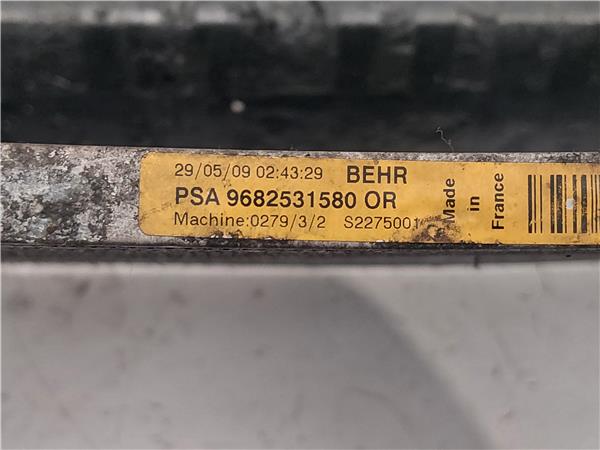 29/05/09 02:43:29 BEHR
PSA 9682531580 OR
Machine:0279/3/2 S2275001
Made
in
France